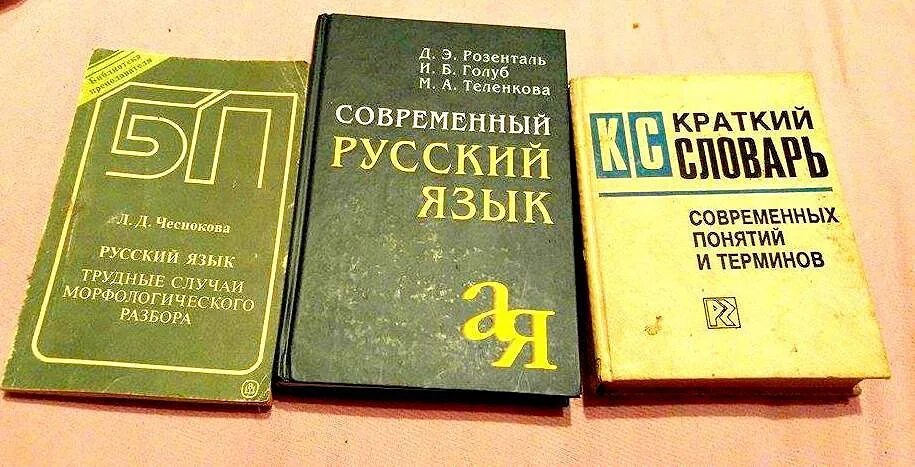 Библиотека
преподавателя
БП
Л. Д. Чеснокова
РУССКИЙ ЯЗЫК
ТРУДНЫЕ СЛУЧАИ
МОРФОЛОГИЧЕСКОГО
РАЗБОРА
Д. Э. Розенталь
И. Б. Голуб
М. А. Теленкова
СОВРЕМЕННЫЙ
РУССКИЙ
ЯЗЫК
аЯ
КС
КРАТКИЙ
СЛОВАРЬ
СОВРЕМЕННЫХ
ПОНЯТИЙ
И ТЕРМИНОВ